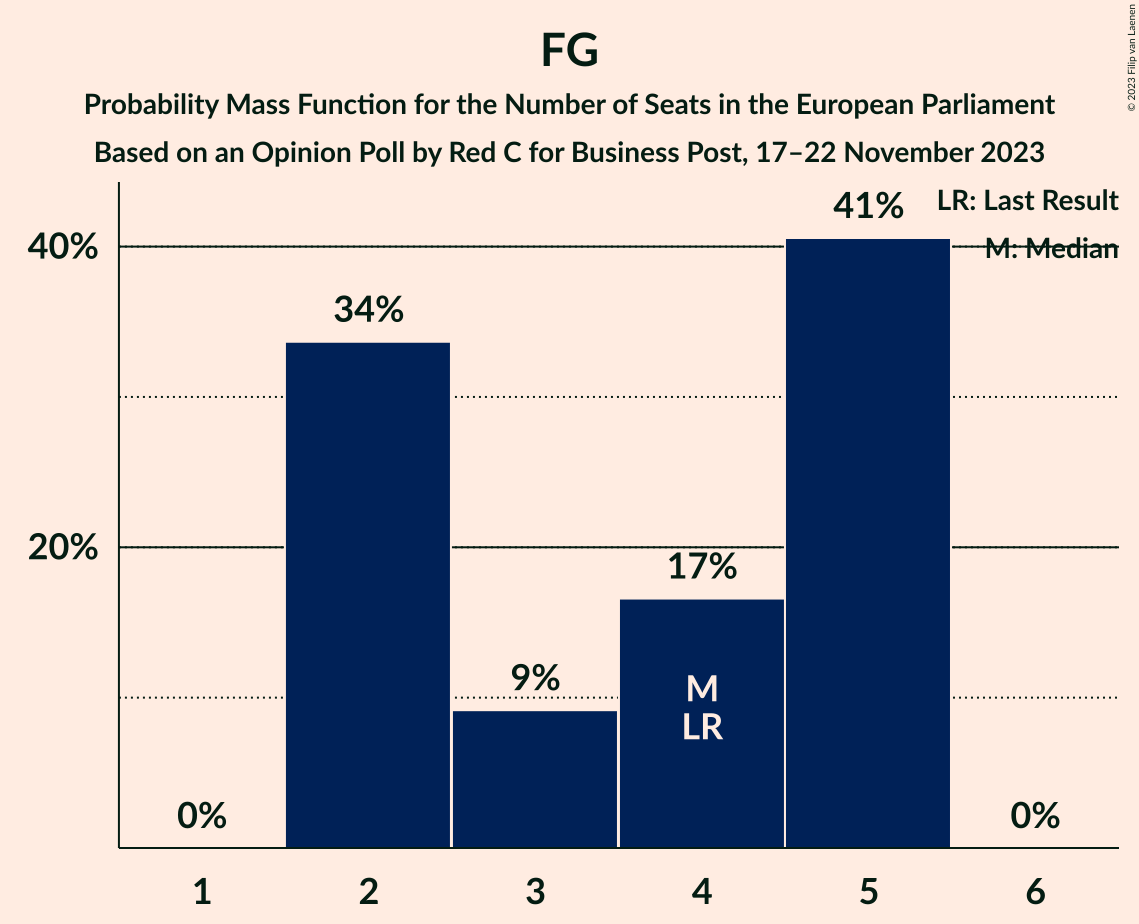 FG
Probability Mass Function for the Number of Seats in the European Parliament
Based on an Opinion Poll by Red C for Business Post, 17–22 November 2023
© 2023 Filip van Laenen
LR: Last Result
M: Median
40%
20%
0%
34%
9%
17%
41%
0%
M
LR
1
2
3
4
5
6